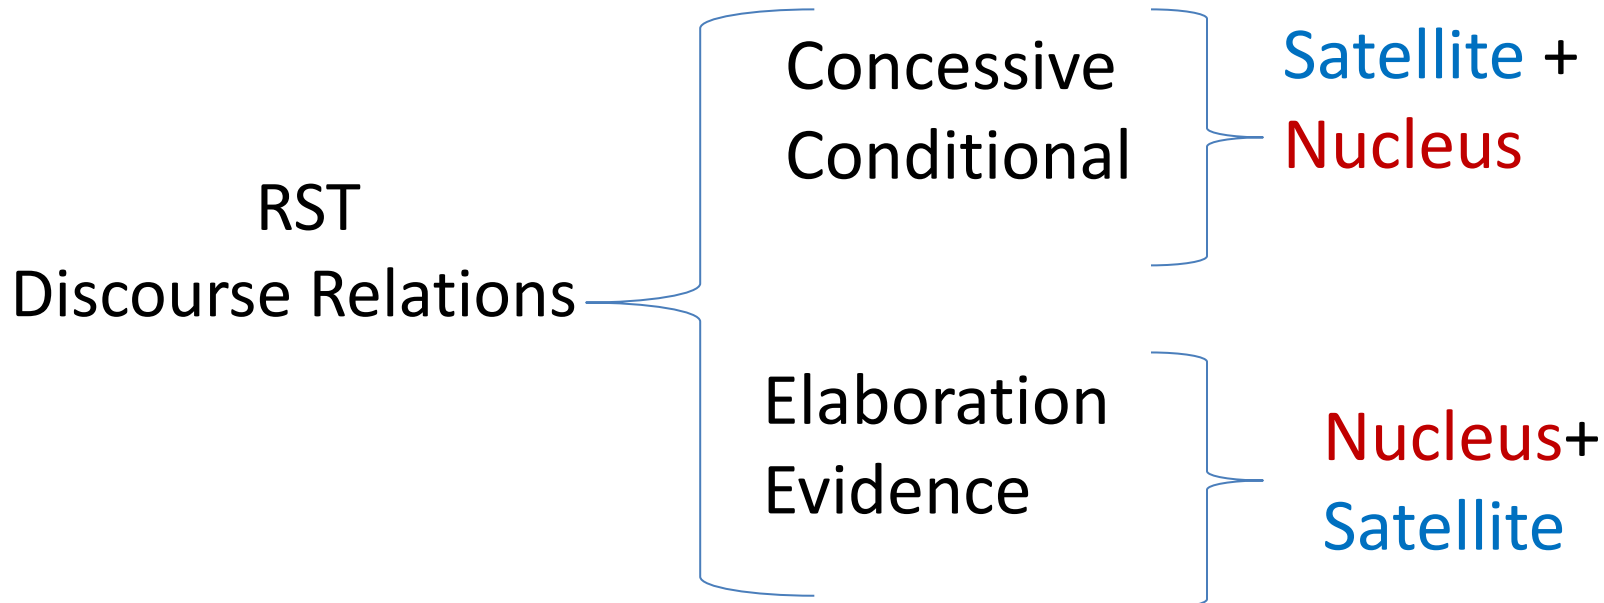 RST
Discourse Relations
Concessive
Conditional
Satellite +
Nucleus
Elaboration
Evidence
Nucleus+
Satellite